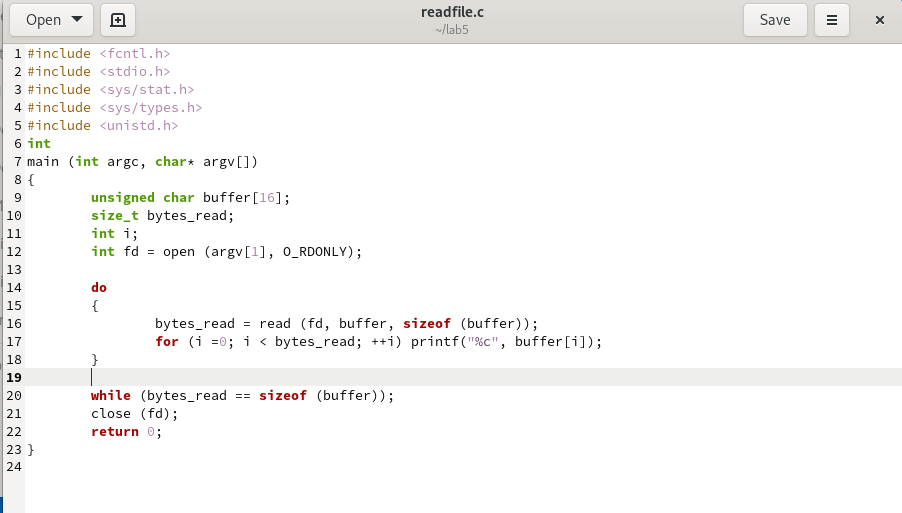 Open readfile.c Save
~/lab5
1 #include <fcntl.h>
2 #include <stdio.h>
3 #include <sys/stat.h>
4 #include <sys/types.h>
5 #include <unistd.h>
6 int
7 main (int argc, char* argv[])
8 {
9         unsigned char buffer[16];
10         size_t bytes_read;
11         int i;
12         int fd = open (argv[1], O_RDONLY);
13
14         do
15         {
16                 bytes_read = read (fd, buffer, sizeof (buffer));
17                 for (i =0; i < bytes_read; ++i) printf("%c", buffer[i]);
18         }
19
20         while (bytes_read == sizeof (buffer));
21         close (fd);
22         return 0;
23 }
24